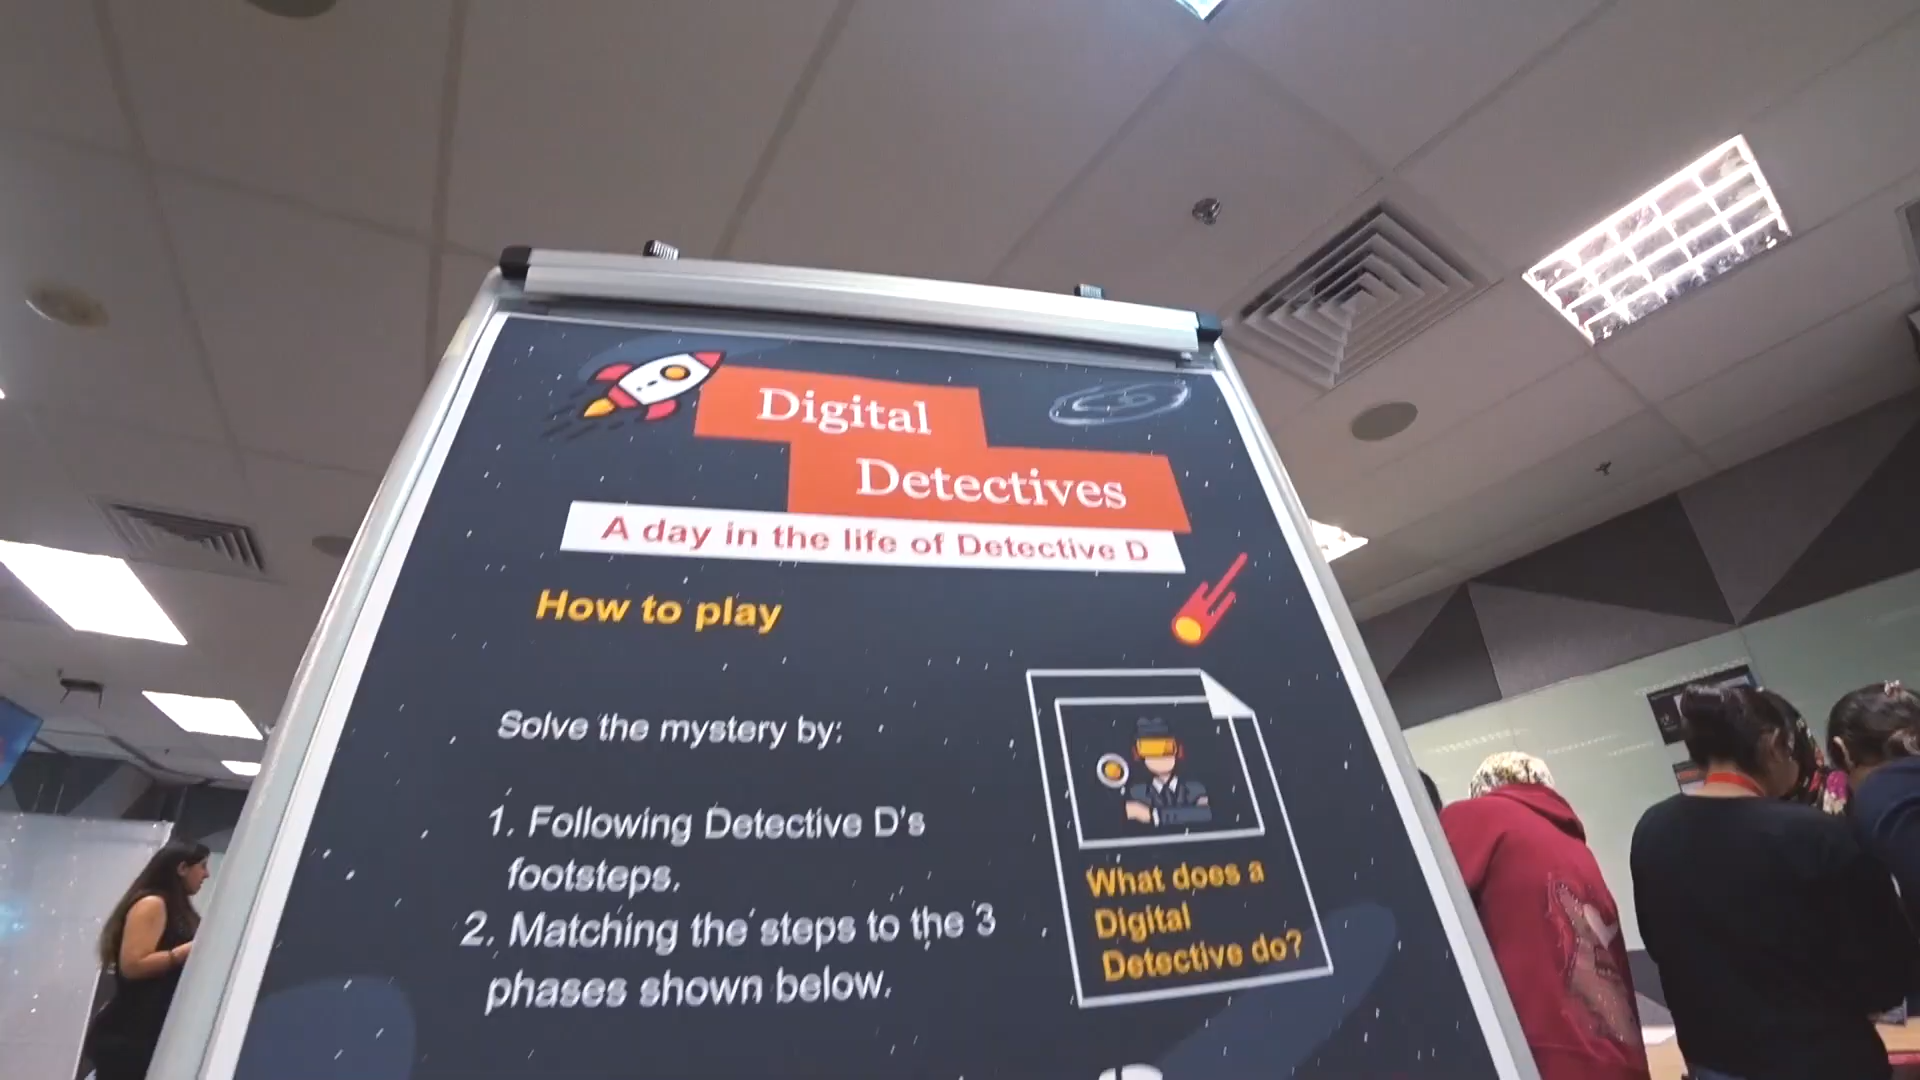 Digital
Detectives
A day in the life of Detective D
How to play
Solve the mystery by:
1. Following Detective D's
footsteps.
2. Matching the steps to the 3
phases shown below.
What does a
Digital
Detective do?